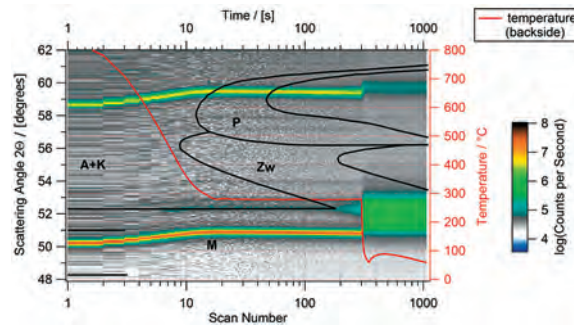 Time / [s]
1 10 100 1000
temperature
(backside)
Scattering Angle 2Θ / [degrees]
62
60
58
56
54
52
50
48
A+K
P
Zw
M
800
700
600
500
400
300
200
100
0
Temperature / °C
8
7
6
5
4
log(Counts per Second)
1 10 100 1000
Scan Number